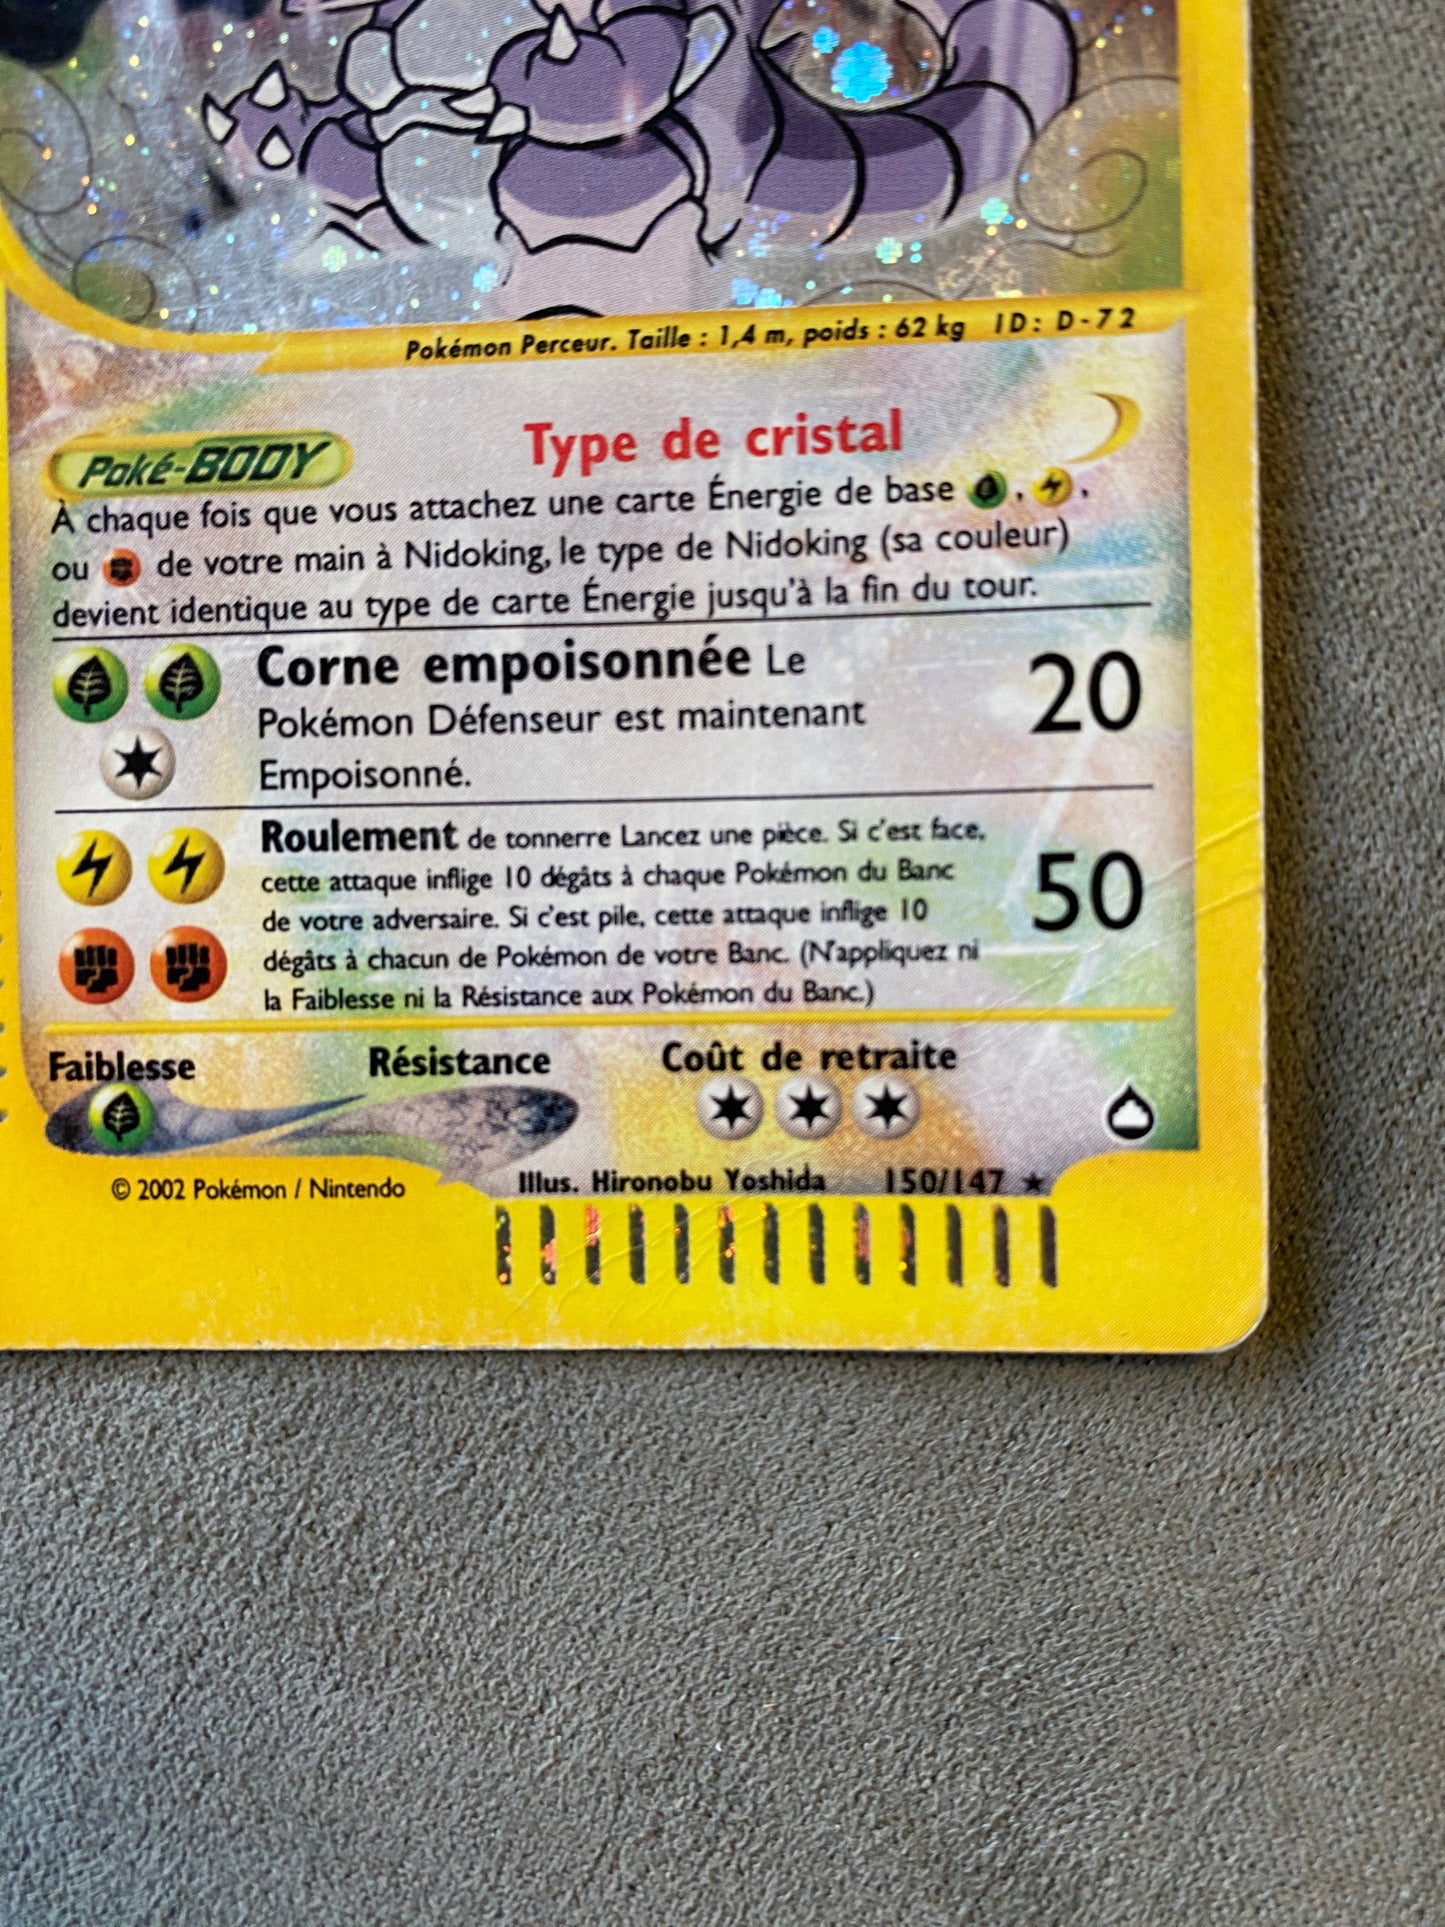 Pokémon Perceur. Taille : 1,4 m, poids : 62 kg ID: D-72
Poké-BODY Type de cristal
À chaque fois que vous attachez une carte Énergie de base , ,
ou de votre main à Nidoking, le type de Nidoking (sa couleur)
devient identique au type de carte Énergie jusqu'à la fin du tour.
Corne empoisonnée Le
Pokémon Défenseur est maintenant
Empoisonné.
20
Roulement de tonnerre Lancez une pièce. Si c'est face,
cette attaque inflige 10 dégâts à chaque Pokémon du Banc
de votre adversaire. Si c'est pile, cette attaque inflige 10
dégâts à chacun de Pokémon de votre Banc. (N'appliquez ni
la Faiblesse ni la Résistance aux Pokémon du Banc.)
50
Faiblesse Résistance Coût de retraite
© 2002 Pokémon / Nintendo
Illus. Hironobu Yoshida 150/147 ★